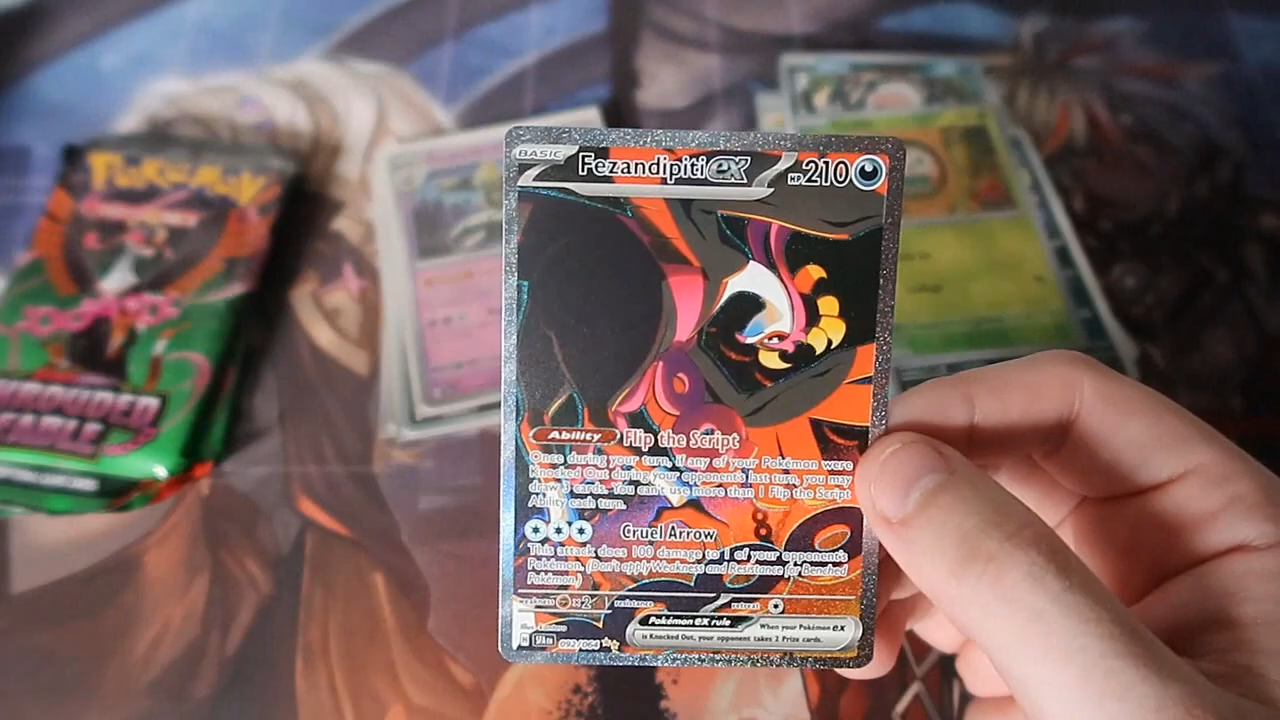 POKéMON
SHROUDED
FABLE
BASIC Fezandipiti ex HP 210
Ability Flip the Script
Once during your turn, if any of your Pokémon were
Knocked Out during your opponent's last turn, you may
draw 3 cards. You can't use more than 1 Flip the Script
Ability each turn.
Cruel Arrow
This attack does 100 damage to 1 of your opponent's
Pokémon. (Don't apply Weakness and Resistance for Benched
Pokémon.)
weakness ×2 resistance retreat
Pokémon ex rule When your Pokémon ex
is Knocked Out, your opponent takes 2 Prize cards.
H SFA EN 092/064